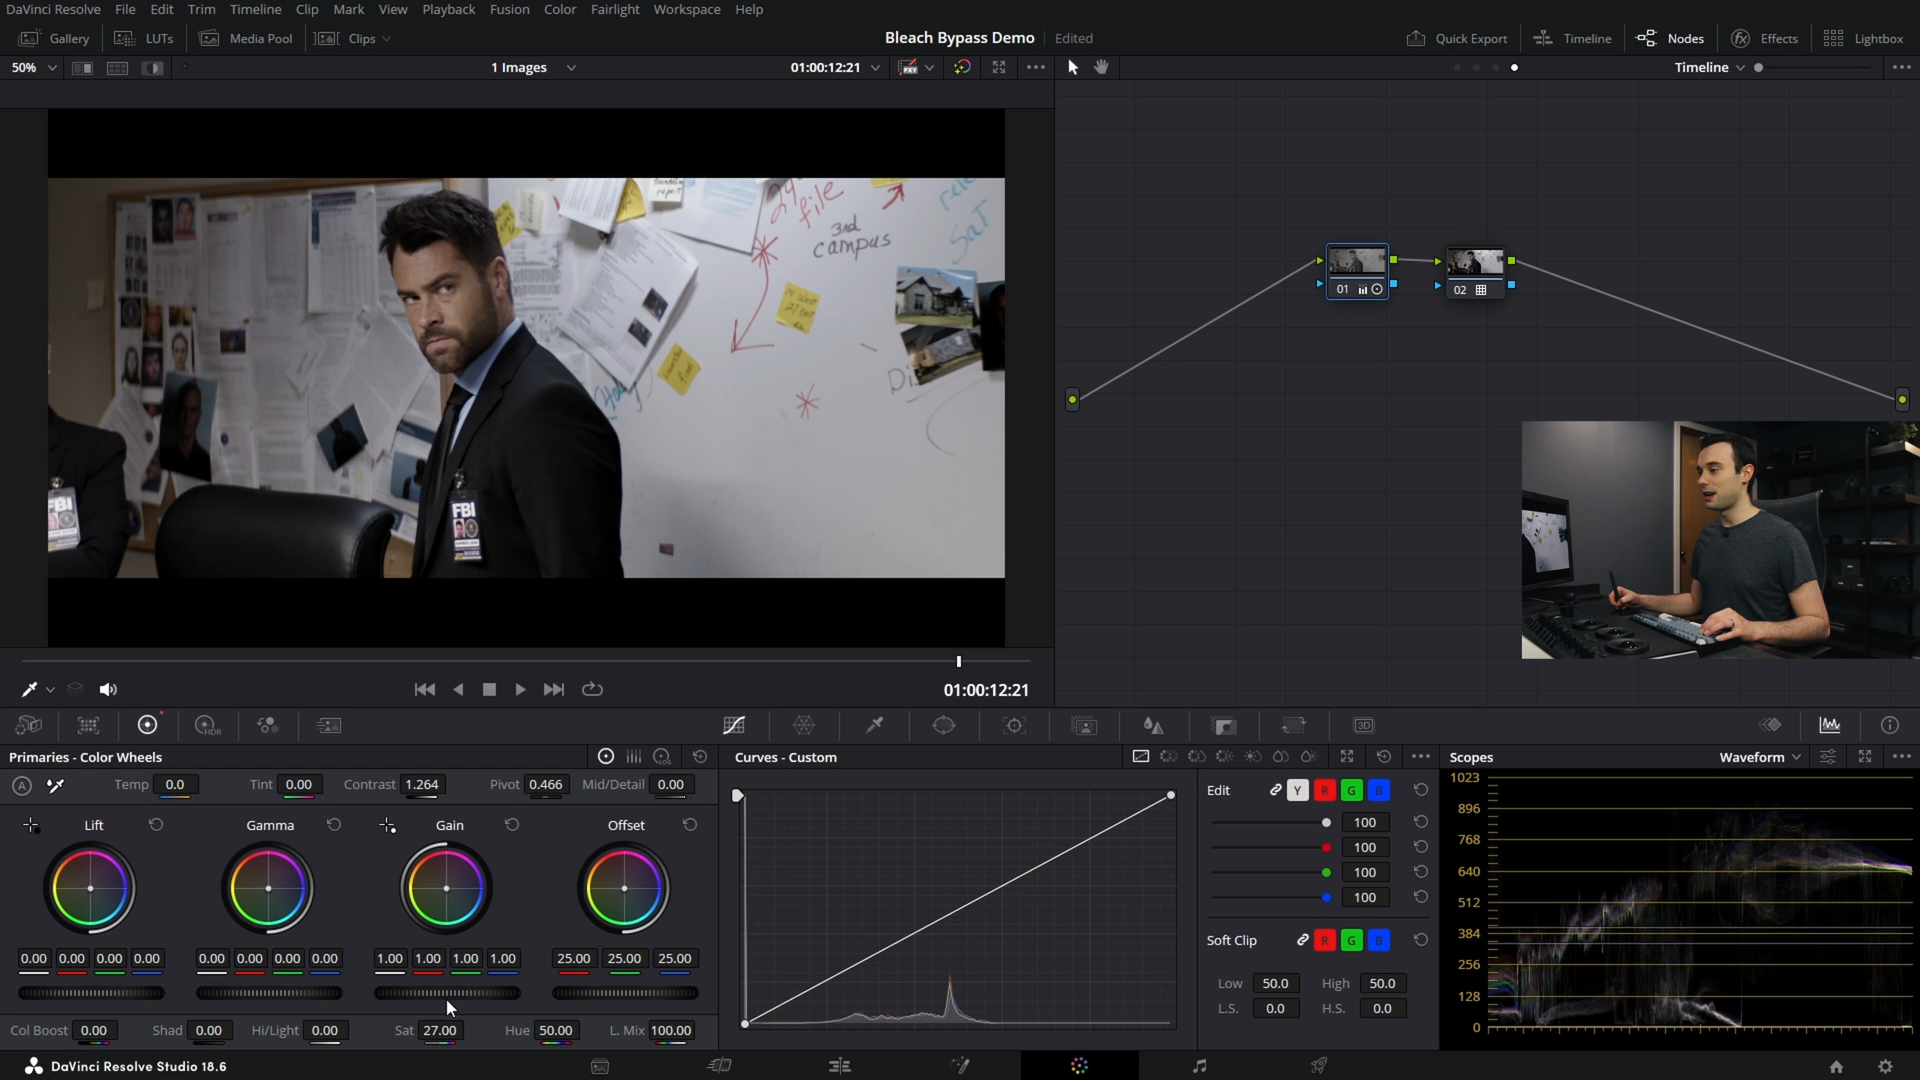 DaVinci Resolve File Edit Trim Timeline Clip Mark View Playback Fusion Color Fairlight Workspace Help
Gallery LUTs Media Pool Clips Bleach Bypass Demo Edited Quick Export Timeline Nodes Effects Lightbox
50% 1 Images 01:00:12:21 Timeline
24 file
3rd
campus
FBI
FBI
01 02
01:00:12:21
HDR 3D
Primaries - Color Wheels LOG Curves - Custom Scopes Waveform
A Temp 0.0 Tint 0.00 Contrast 1.264 Pivot 0.466 Mid/Detail 0.00
Lift Gamma Gain Offset
0.00 0.00 0.00 0.00 0.00 0.00 0.00 0.00 1.00 1.00 1.00 1.00 25.00 25.00 25.00
Col Boost 0.00 Shad 0.00 Hi/Light 0.00 Sat 27.00 Hue 50.00 L. Mix 100.00
Edit Y R G B
100
100
100
100
Soft Clip R G B
Low 50.0 High 50.0
L.S. 0.0 H.S. 0.0
1023
896
768
640
512
384
256
128
0
DaVinci Resolve Studio 18.6